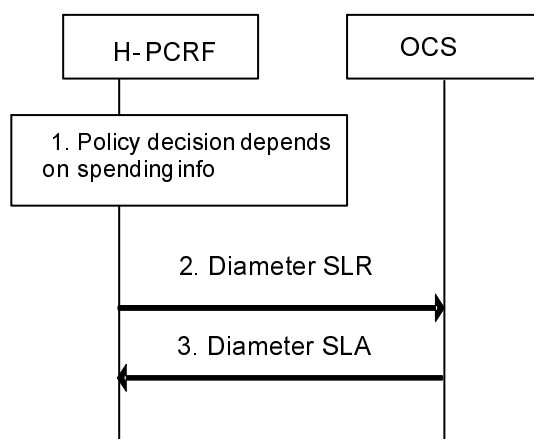 H-PCRF
OCS
1. Policy decision depends
on spending info
2. Diameter SLR
3. Diameter SLA